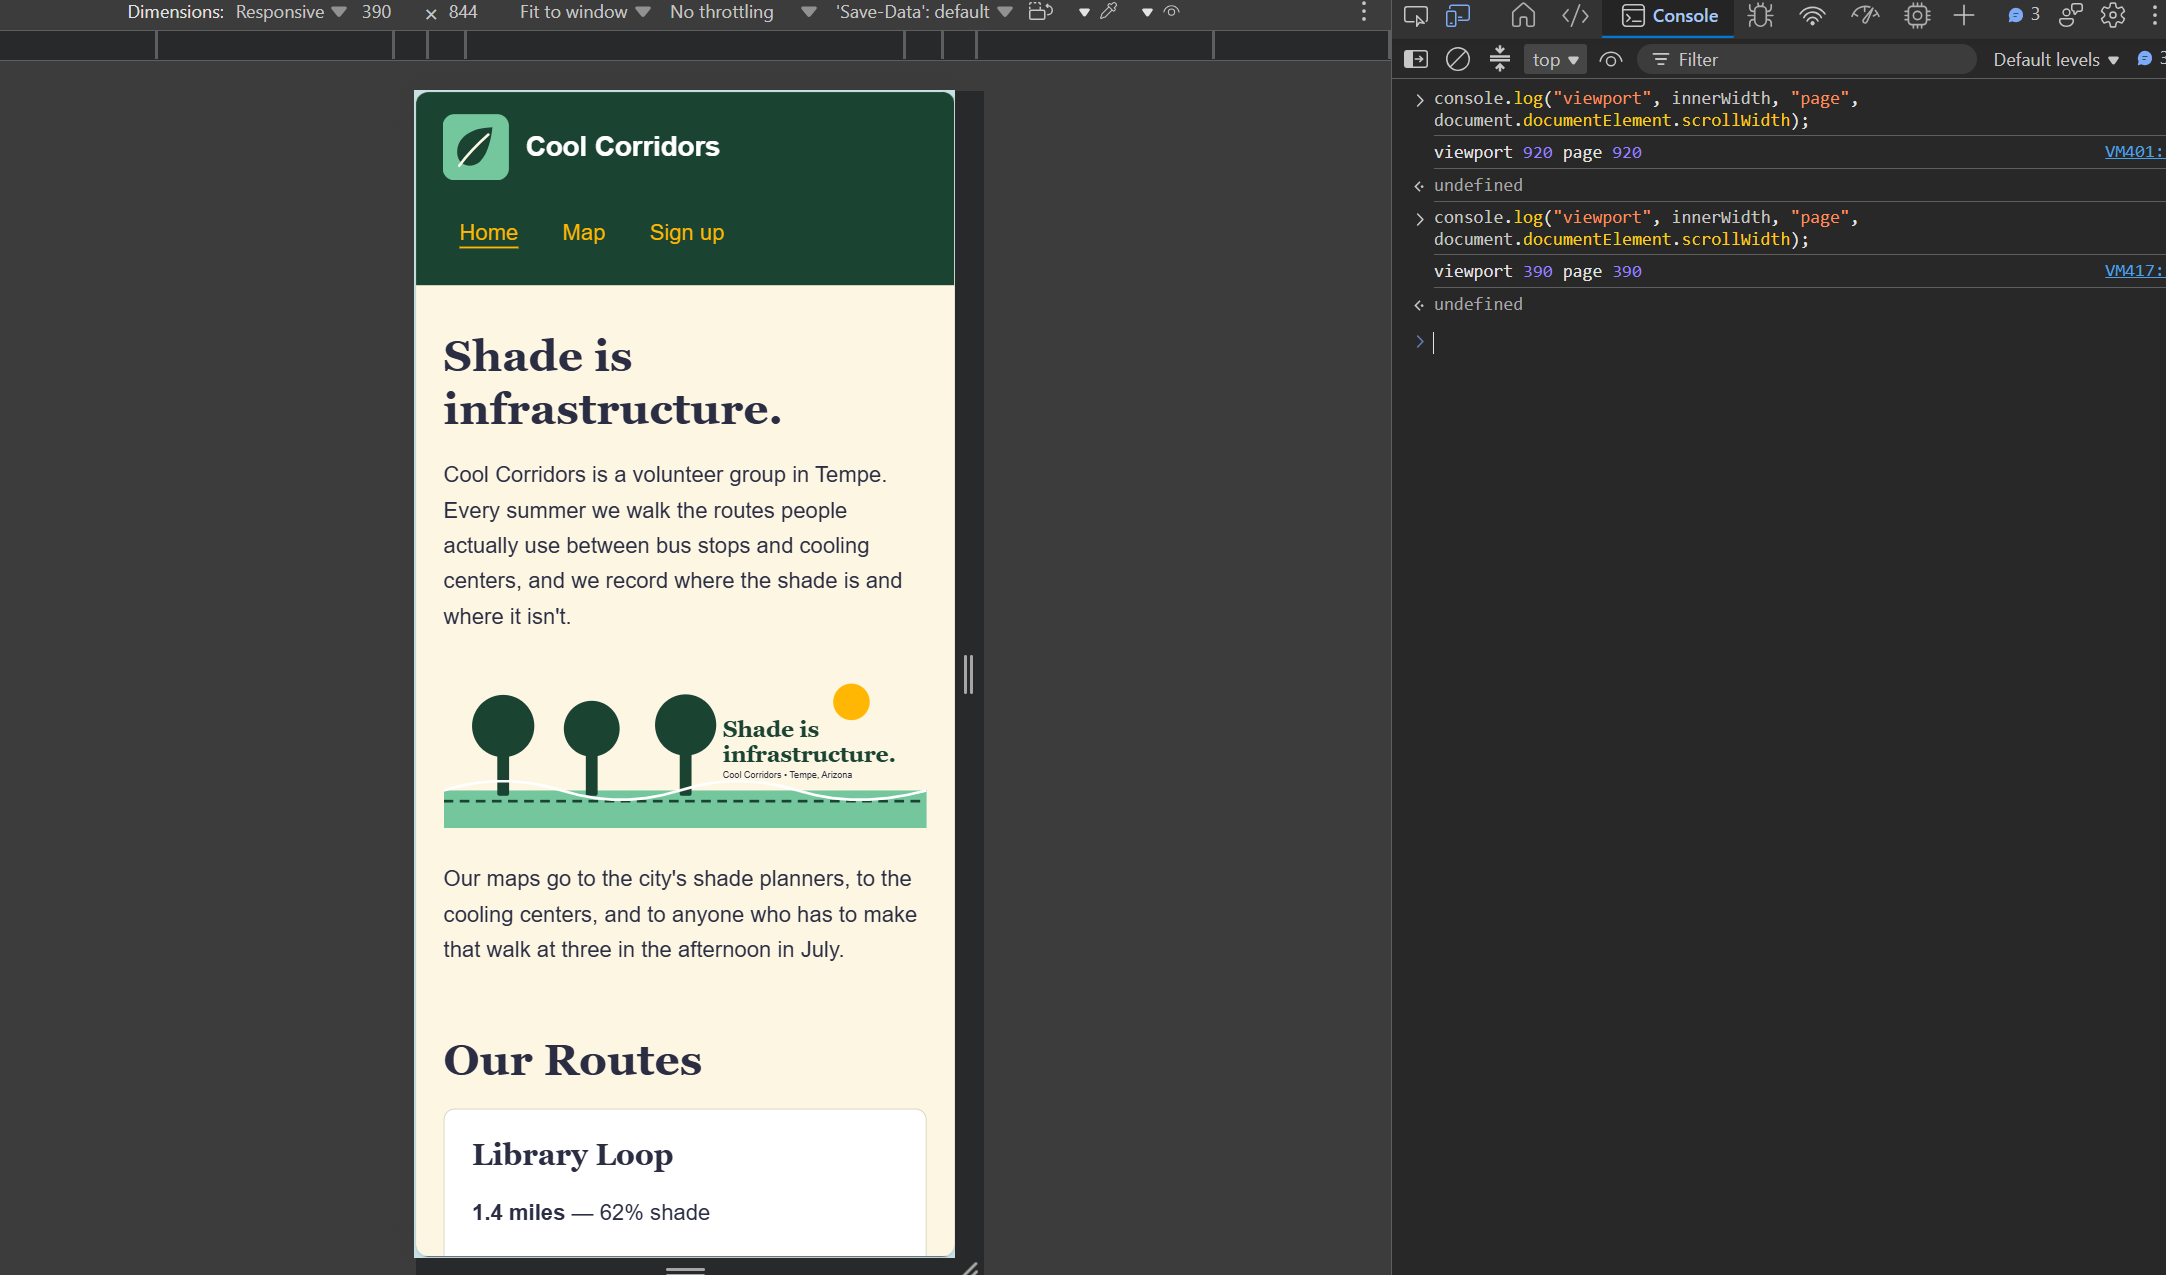 Dimensions: Responsive 390 × 844 Fit to window No throttling 'Save-Data': default
Cool Corridors
Home Map Sign up
Shade is
infrastructure.
Cool Corridors is a volunteer group in Tempe.
Every summer we walk the routes people
actually use between bus stops and cooling
centers, and we record where the shade is and
where it isn't.
Shade is
infrastructure.
Cool Corridors • Tempe, Arizona
Our maps go to the city's shade planners, to the
cooling centers, and to anyone who has to make
that walk at three in the afternoon in July.
Our Routes
Library Loop
1.4 miles — 62% shade
Console 3
top Filter Default levels 3
console.log("viewport", innerWidth, "page",
document.documentElement.scrollWidth);
viewport 920 page 920 VM401:
undefined
console.log("viewport", innerWidth, "page",
document.documentElement.scrollWidth);
viewport 390 page 390 VM417:
undefined